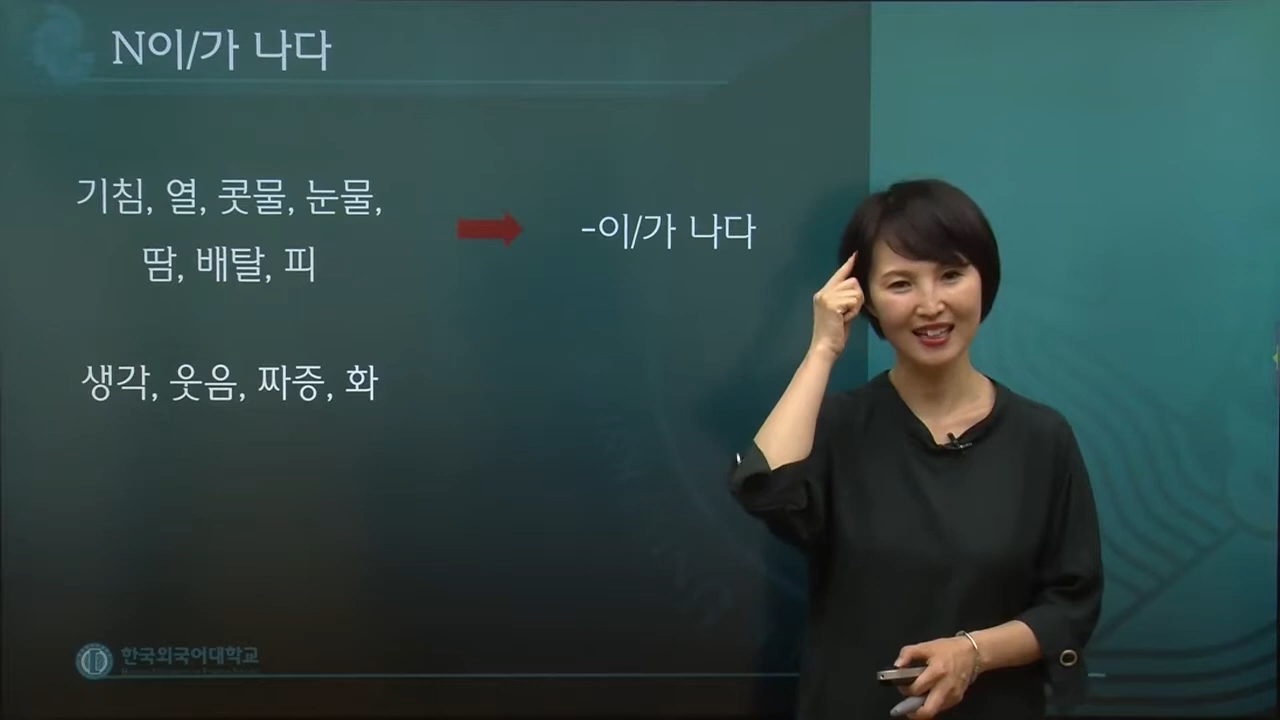 N이/가 나다
기침, 열, 콧물, 눈물,
땀, 배탈, 피
-이/가 나다
생각, 웃음, 짜증, 화
한국외국어대학교